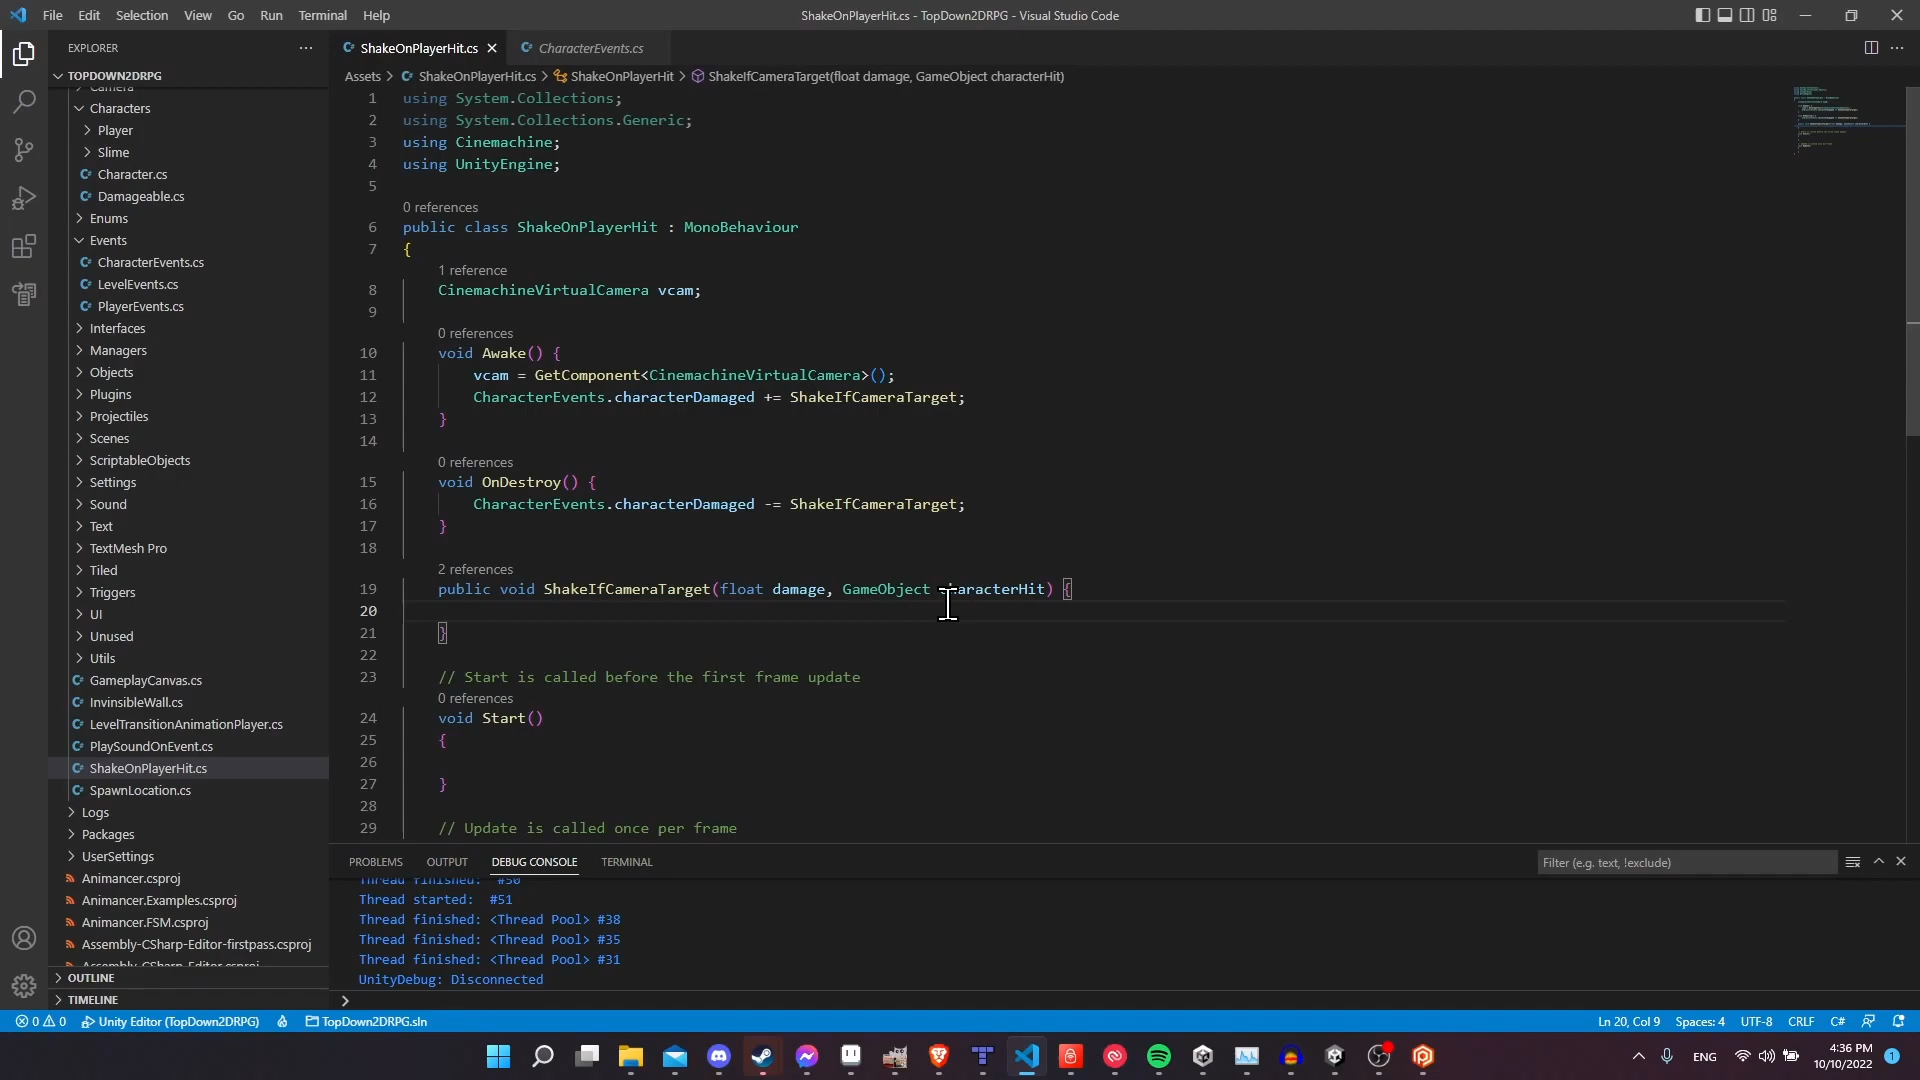 File Edit Selection View Go Run Terminal Help
ShakeOnPlayerHit.cs - TopDown2DRPG - Visual Studio Code
EXPLORER
TOPDOWN2DRPG
Camera
Characters
Player
Slime
Character.cs
Damageable.cs
Enums
Events
CharacterEvents.cs
LevelEvents.cs
PlayerEvents.cs
Interfaces
Managers
Objects
Plugins
Projectiles
Scenes
ScriptableObjects
Settings
Sound
Text
TextMesh Pro
Tiled
Triggers
UI
Unused
Utils
GameplayCanvas.cs
InvinsibleWall.cs
LevelTransitionAnimationPlayer.cs
PlaySoundOnEvent.cs
ShakeOnPlayerHit.cs
SpawnLocation.cs
Logs
Packages
UserSettings
Animancer.csproj
Animancer.Examples.csproj
Animancer.FSM.csproj
Assembly-CSharp-Editor-firstpass.csproj
Assembly-CSharp-Editor.csproj
OUTLINE
TIMELINE
ShakeOnPlayerHit.cs CharacterEvents.cs
Assets > ShakeOnPlayerHit.cs > ShakeOnPlayerHit > ShakeIfCameraTarget(float damage, GameObject characterHit)
1 using System.Collections;
2 using System.Collections.Generic;
3 using Cinemachine;
4 using UnityEngine;
5
0 references
6 public class ShakeOnPlayerHit : MonoBehaviour
7 {
1 reference
8 CinemachineVirtualCamera vcam;
9
0 references
10 void Awake() {
11 vcam = GetComponent<CinemachineVirtualCamera>();
12 CharacterEvents.characterDamaged += ShakeIfCameraTarget;
13 }
14
0 references
15 void OnDestroy() {
16 CharacterEvents.characterDamaged -= ShakeIfCameraTarget;
17 }
18
2 references
19 public void ShakeIfCameraTarget(float damage, GameObject characterHit) {
20
21 }
22
23 // Start is called before the first frame update
0 references
24 void Start()
25 {
26
27 }
28
29 // Update is called once per frame
PROBLEMS OUTPUT DEBUG CONSOLE TERMINAL
Filter (e.g. text, !exclude)
Thread finished: #50
Thread started: #51
Thread finished: <Thread Pool> #38
Thread finished: <Thread Pool> #35
Thread finished: <Thread Pool> #31
UnityDebug: Disconnected
0 0 Unity Editor (TopDown2DRPG) TopDown2DRPG.sln
Ln 20, Col 9 Spaces: 4 UTF-8 CRLF C#
ENG
4:36 PM
10/10/2022
1